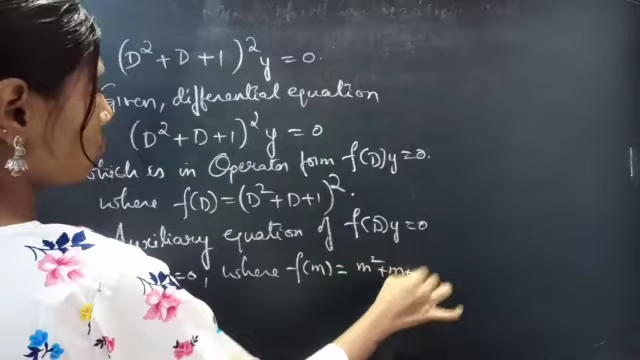 (D² + D + 1)² y = 0.
Given, differential equation
(D² + D + 1)² y = 0
which is in Operator form f(D)y = 0.
where f(D) = (D² + D + 1)².
Auxiliary equation of f(D)y = 0
= 0, where f(m) = m² + m +